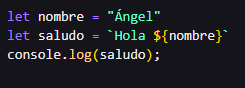 let nombre = "Ángel"
let saludo = `Hola ${nombre}`
console.log(saludo);